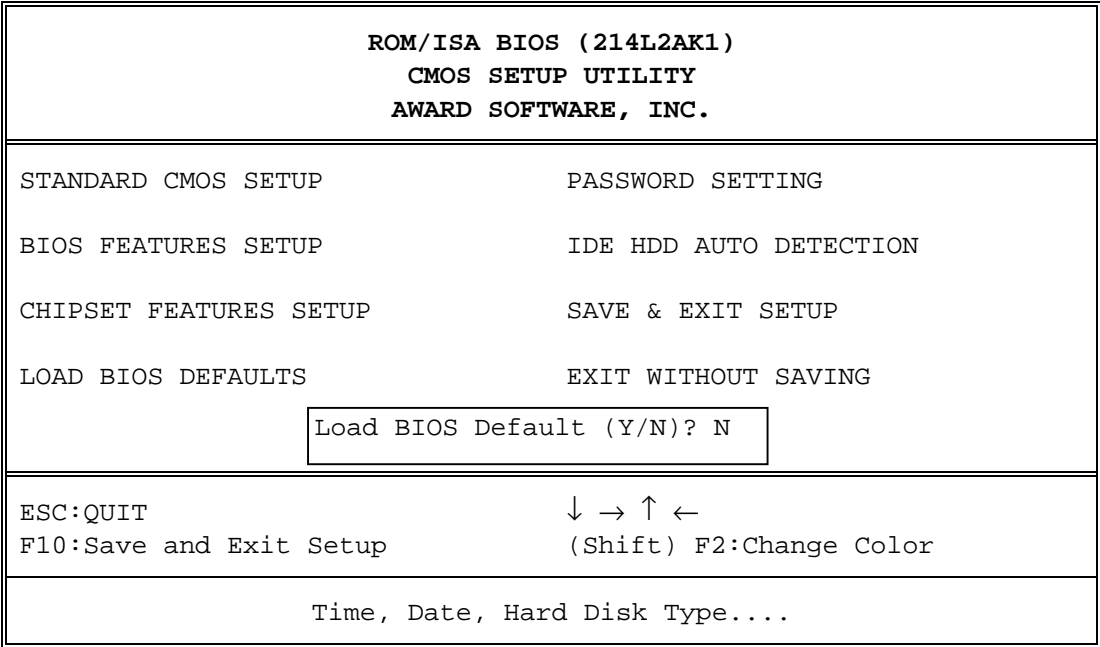 ROM/ISA BIOS (214L2AK1)
CMOS SETUP UTILITY
AWARD SOFTWARE, INC.
STANDARD CMOS SETUP PASSWORD SETTING
BIOS FEATURES SETUP IDE HDD AUTO DETECTION
CHIPSET FEATURES SETUP SAVE & EXIT SETUP
LOAD BIOS DEFAULTS EXIT WITHOUT SAVING
Load BIOS Default (Y/N)? N
ESC:QUIT ↓ → ↑ ←
F10:Save and Exit Setup (Shift) F2:Change Color
Time, Date, Hard Disk Type....